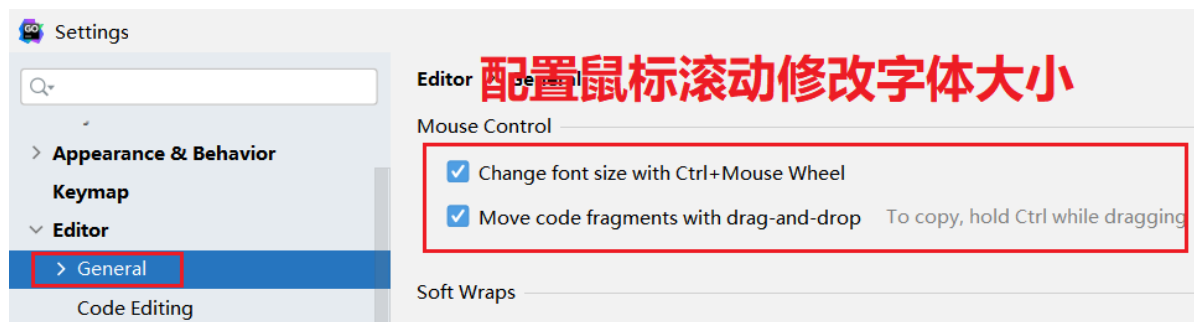 GO
Settings
Appearance & Behavior
Keymap
Editor
General
Code Editing
Editor
配置鼠标滚动修改字体大小
Mouse Control
Change font size with Ctrl+Mouse Wheel
Move code fragments with drag-and-drop To copy, hold Ctrl while dragging
Soft Wraps